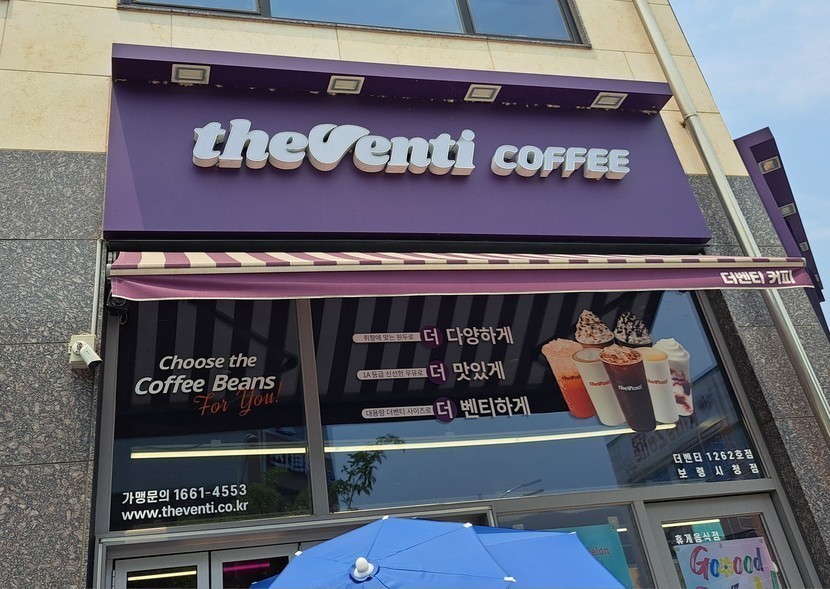 theVenti COFFEE
더벤티 커피
Choose the
Coffee Beans
For You!
취향에 맞는 원두로 더 다양하게
1A 등급 신선한 우유로 더 맛있게
대용량 더벤티 사이즈로 더 벤티하게
theVenti
가맹문의 1661-4553
www.theventi.co.kr
더벤티 1262호점
보령시청점
휴게음식점
Gooood